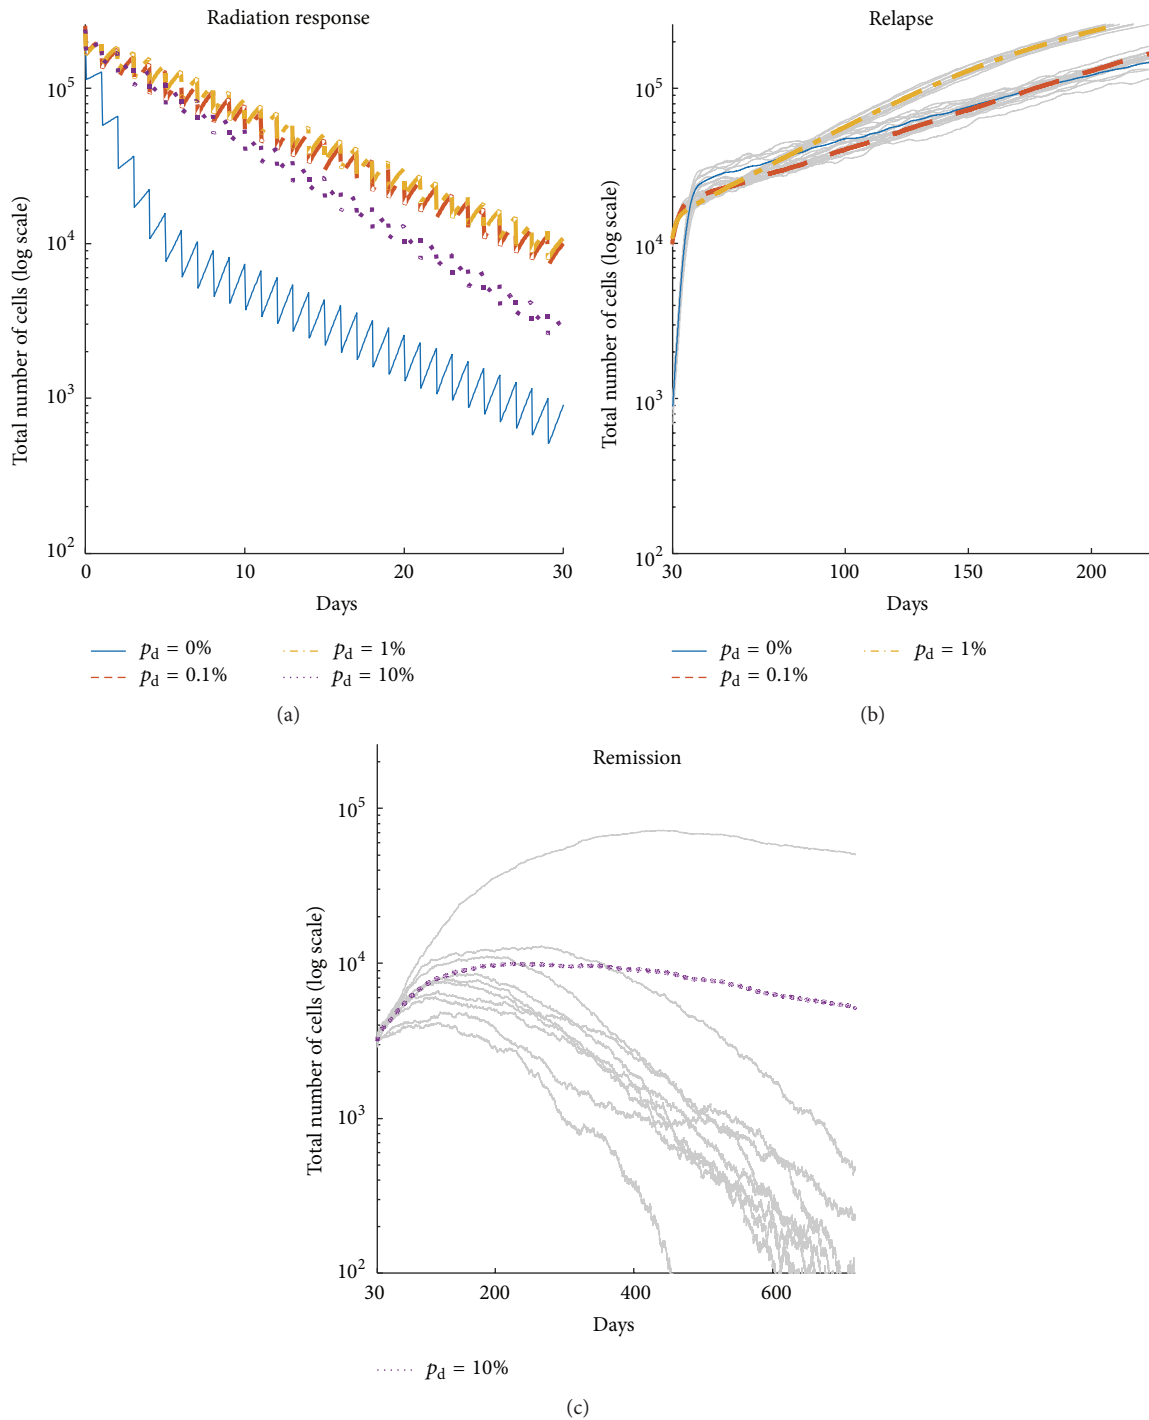 Radiation response
Total number of cells (log scale)
10^5
10^4
10^3
10^2
0 10 20 30
Days
p_d = 0%
p_d = 0.1%
p_d = 1%
p_d = 10%
(a)
Relapse
Total number of cells (log scale)
10^5
10^4
10^3
10^2
30 100 150 200
Days
p_d = 0%
p_d = 0.1%
p_d = 1%
(b)
Remission
Total number of cells (log scale)
10^5
10^4
10^3
10^2
30 200 400 600
Days
p_d = 10%
(c)